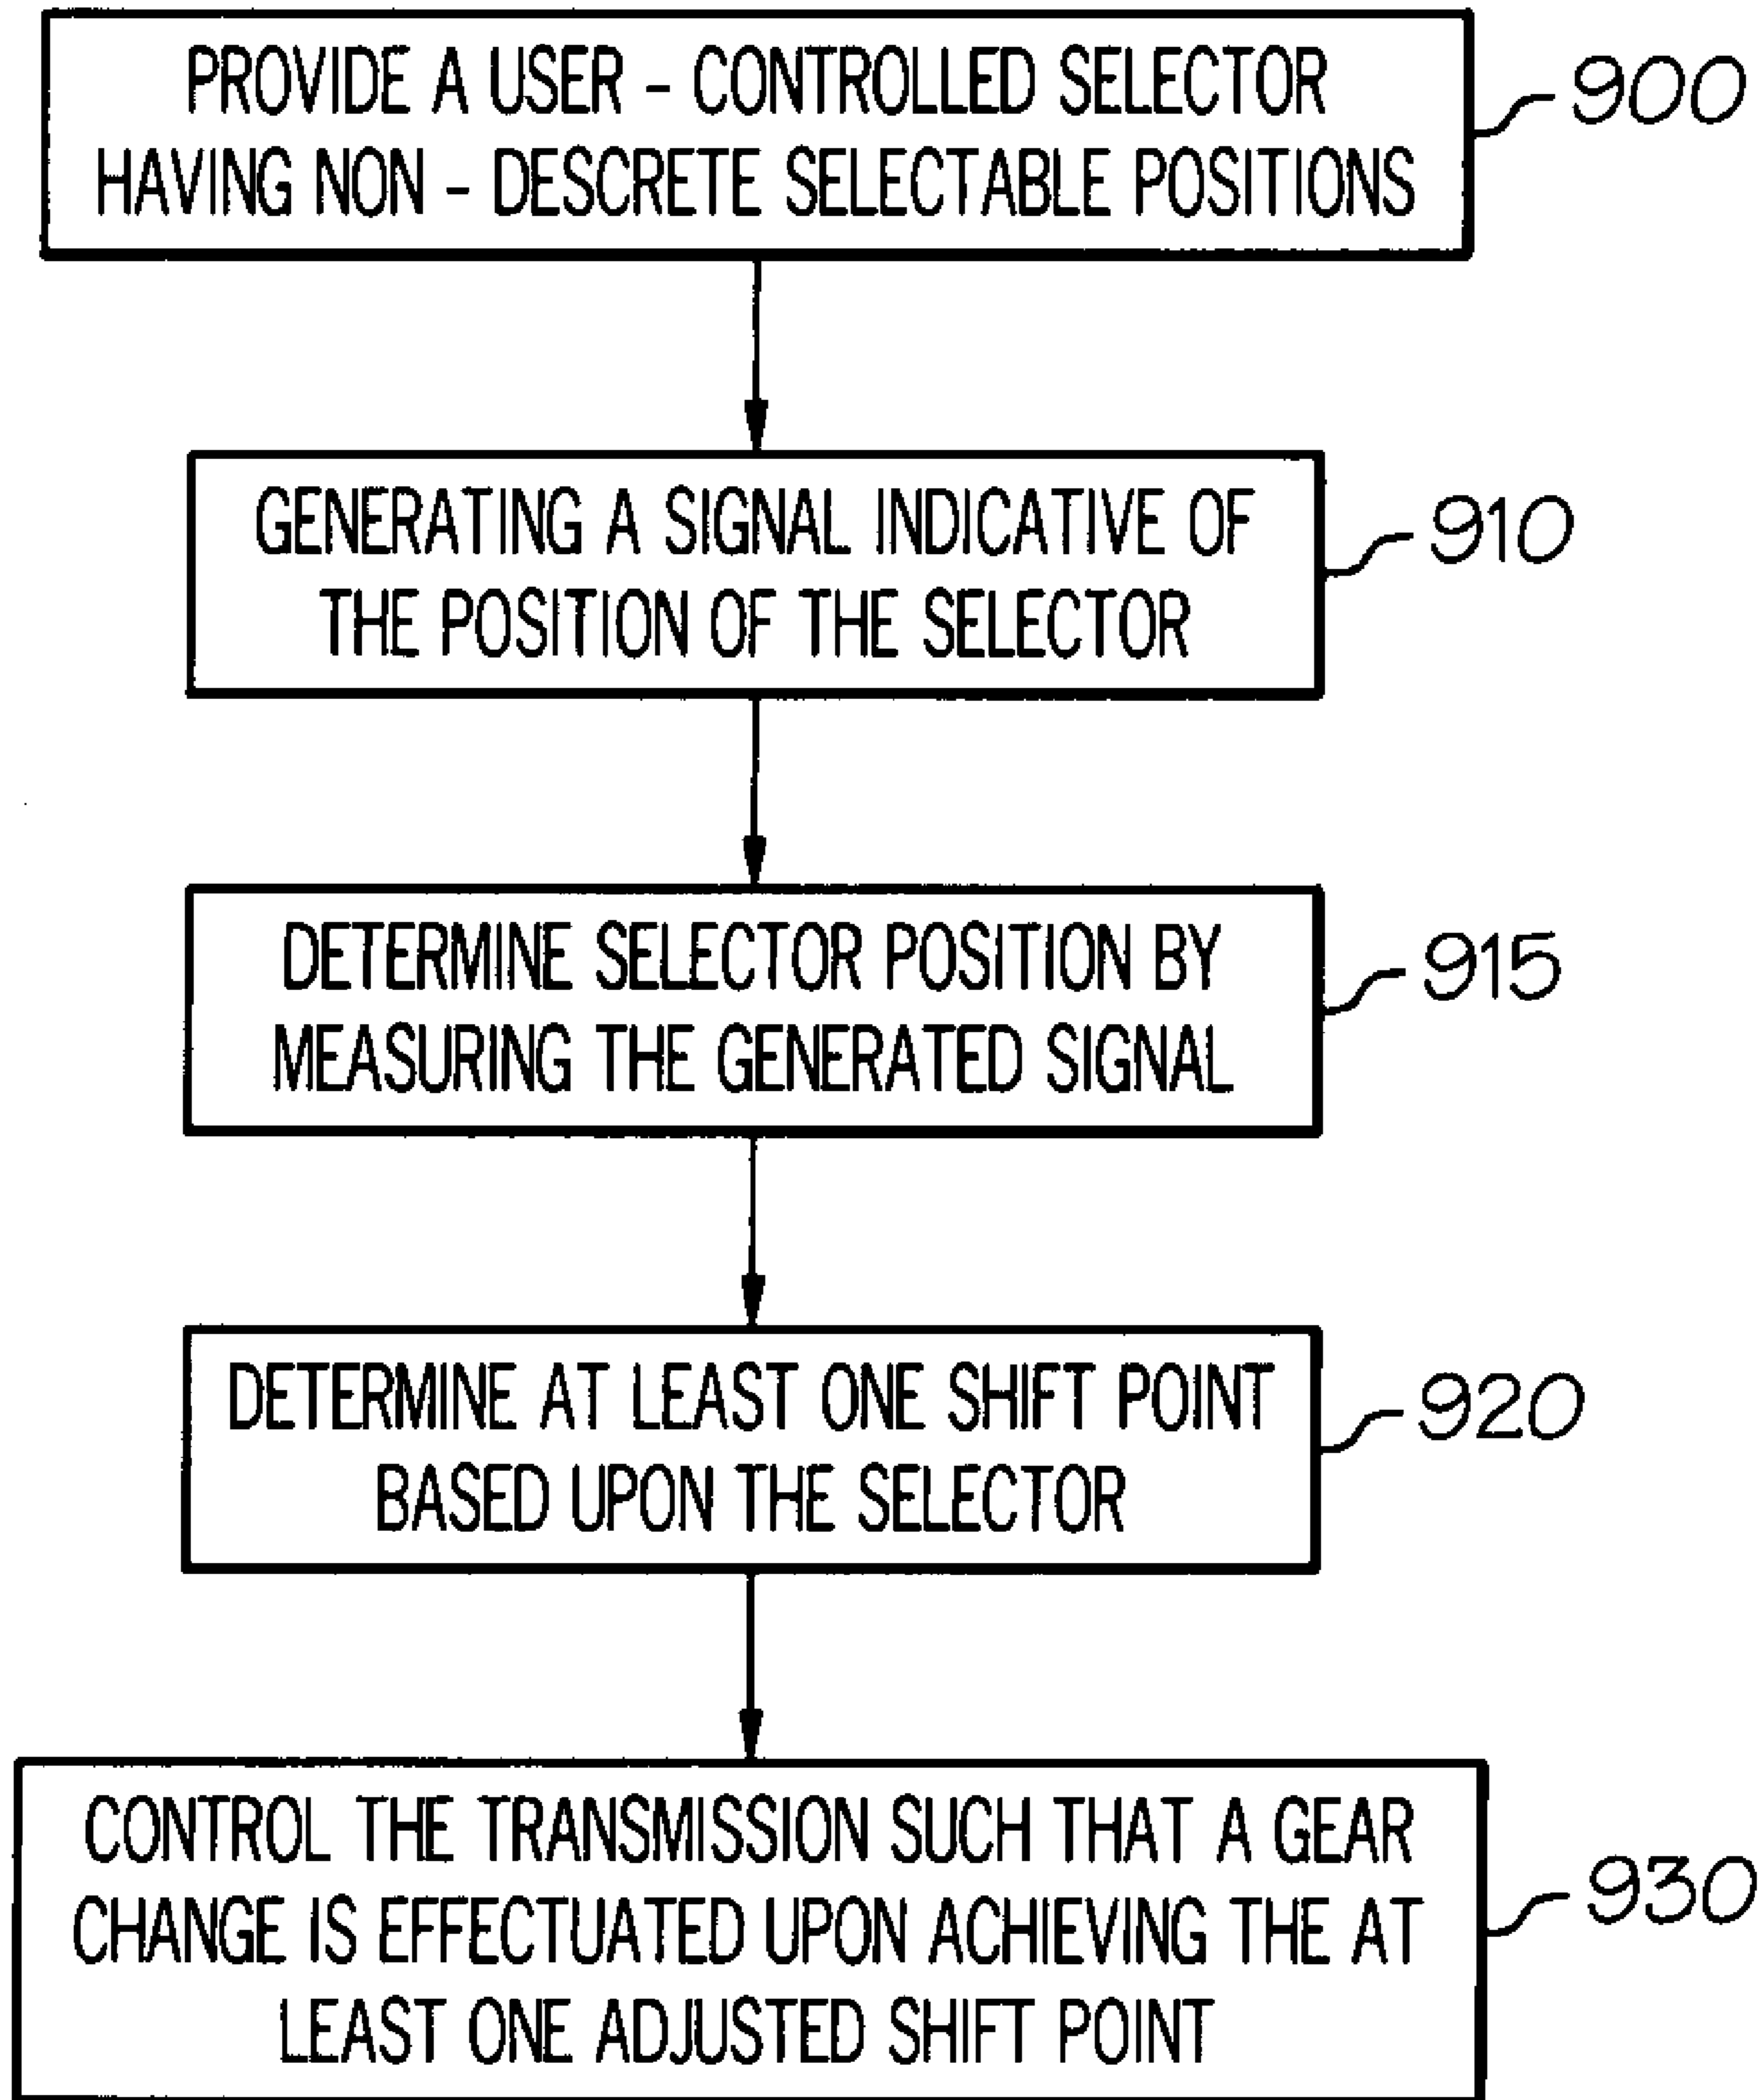 PROVIDE A USER - CONTROLLED SELECTOR
HAVING NON - DESCRETE SELECTABLE POSITIONS
900
GENERATING A SIGNAL INDICATIVE OF
THE POSITION OF THE SELECTOR
910
DETERMINE SELECTOR POSITION BY
MEASURING THE GENERATED SIGNAL
915
DETERMINE AT LEAST ONE SHIFT POINT
BASED UPON THE SELECTOR
920
CONTROL THE TRANSMISSION SUCH THAT A GEAR
CHANGE IS EFFECTUATED UPON ACHIEVING THE AT
LEAST ONE ADJUSTED SHIFT POINT
930